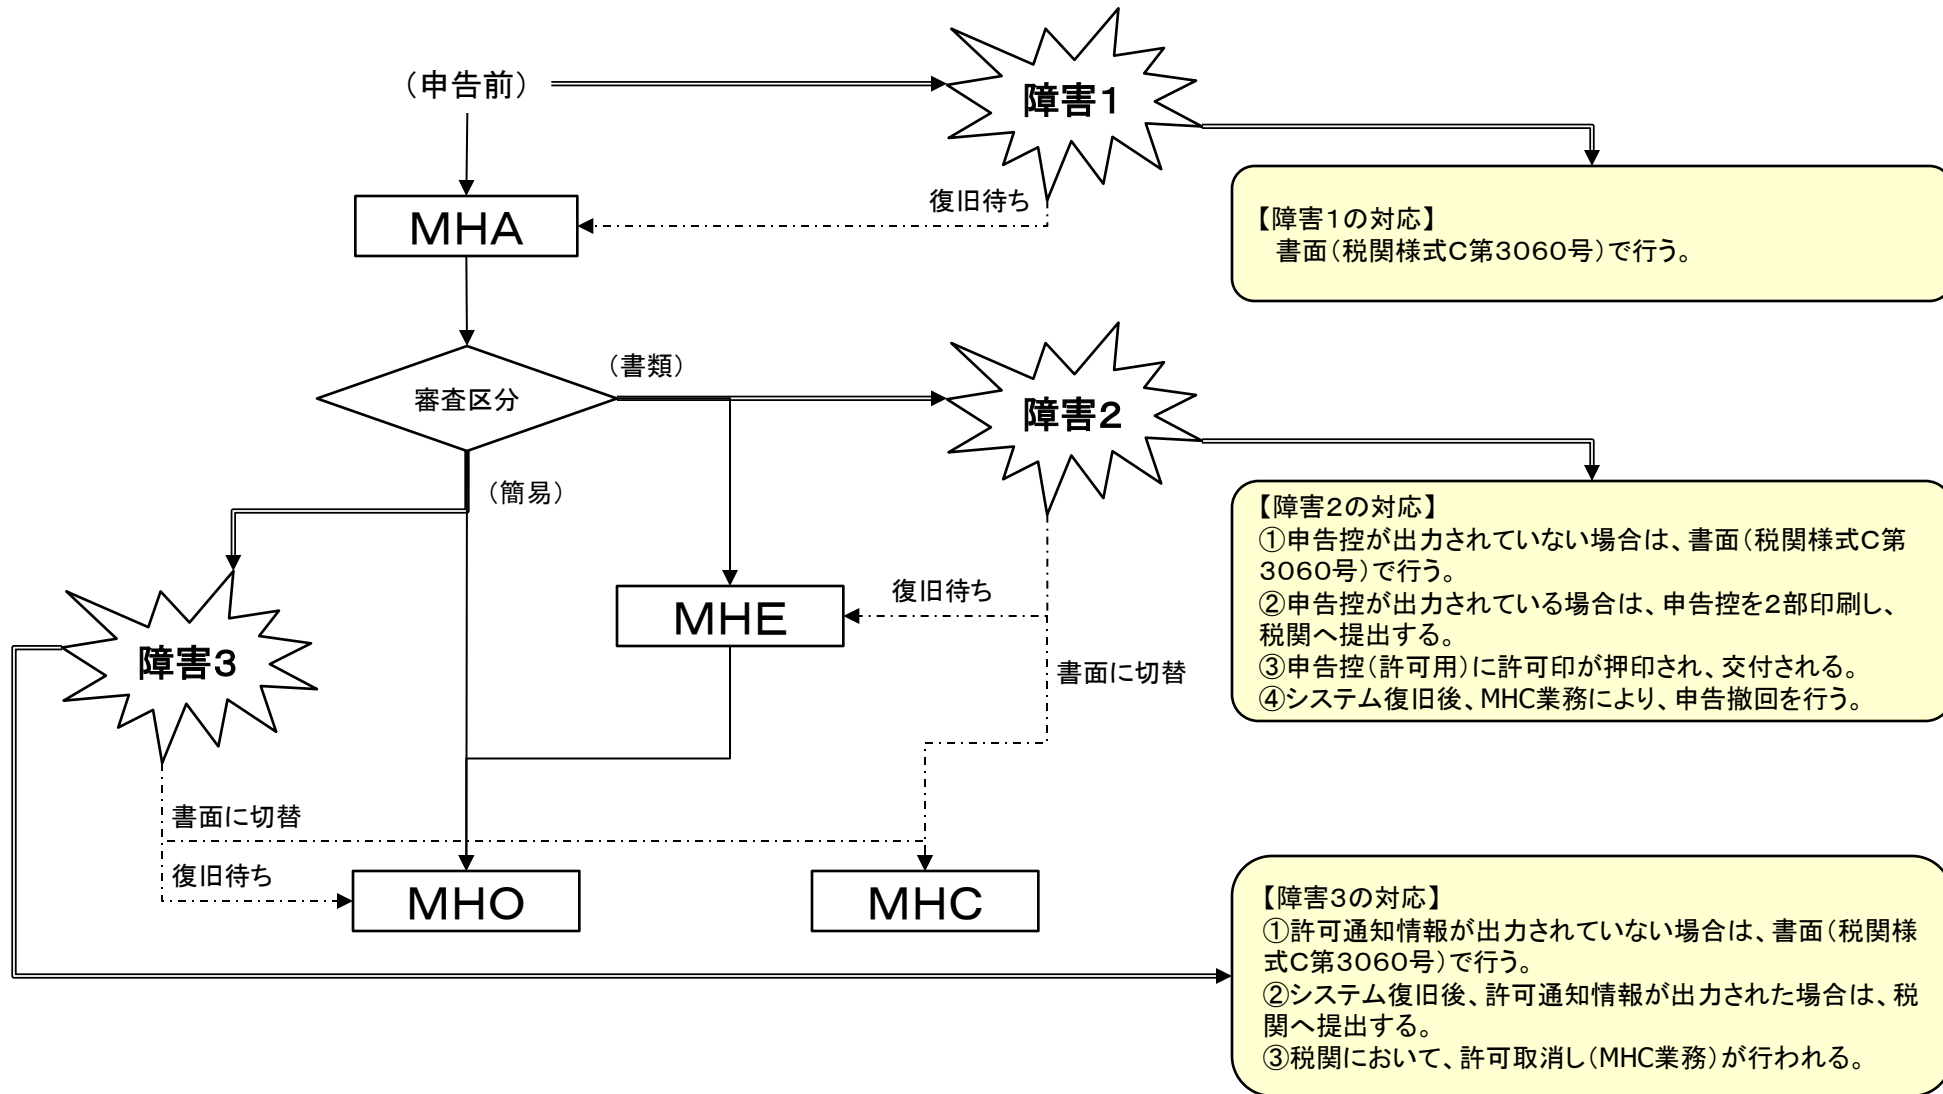 （申告前）
障害１
復旧待ち
ＭＨＡ
【障害１の対応】
書面（税関様式Ｃ第３０６０号）で行う。
審査区分
（書類）
障害２
（簡易）
【障害２の対応】
①申告控が出力されていない場合は、書面（税関様式Ｃ第
３０６０号）で行う。
②申告控が出力されている場合は、申告控を２部印刷し、
税関へ提出する。
③申告控（許可用）に許可印が押印され、交付される。
④システム復旧後、MHC業務により、申告撤回を行う。
復旧待ち
ＭＨＥ
障害３
書面に切替
書面に切替
復旧待ち
ＭＨＯ
ＭＨＣ
【障害３の対応】
①許可通知情報が出力されていない場合は、書面（税関様
式Ｃ第３０６０号）で行う。
②システム復旧後、許可通知情報が出力された場合は、税
関へ提出する。
③税関において、許可取消し（MHC業務）が行われる。